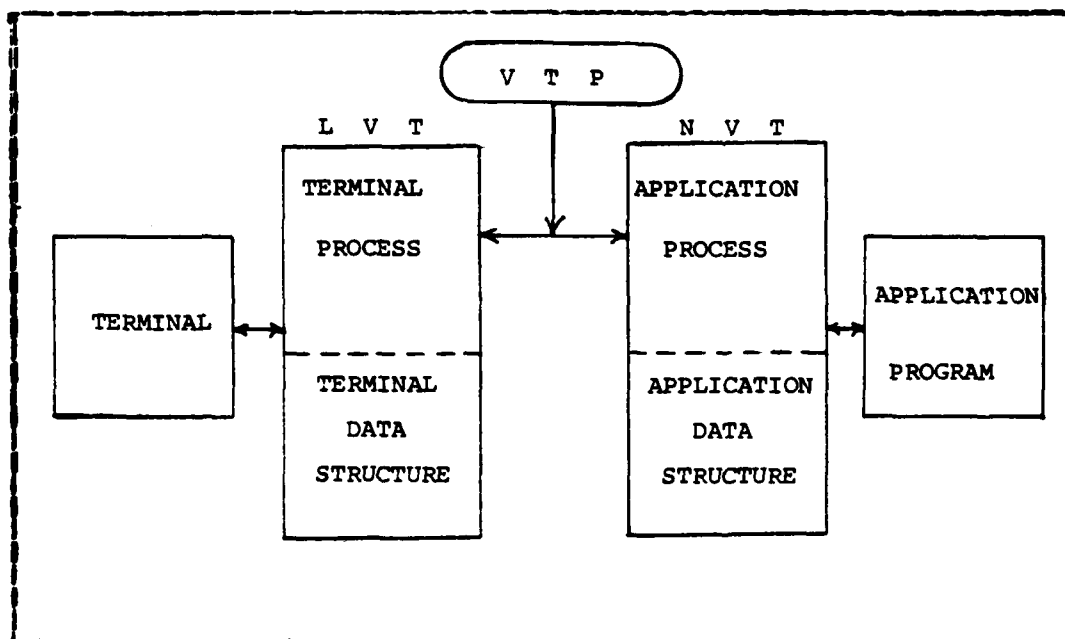 V T P
L V T
N V T
TERMINAL
PROCESS
APPLICATION
PROCESS
TERMINAL
APPLICATION
PROGRAM
TERMINAL
DATA
STRUCTURE
APPLICATION
DATA
STRUCTURE